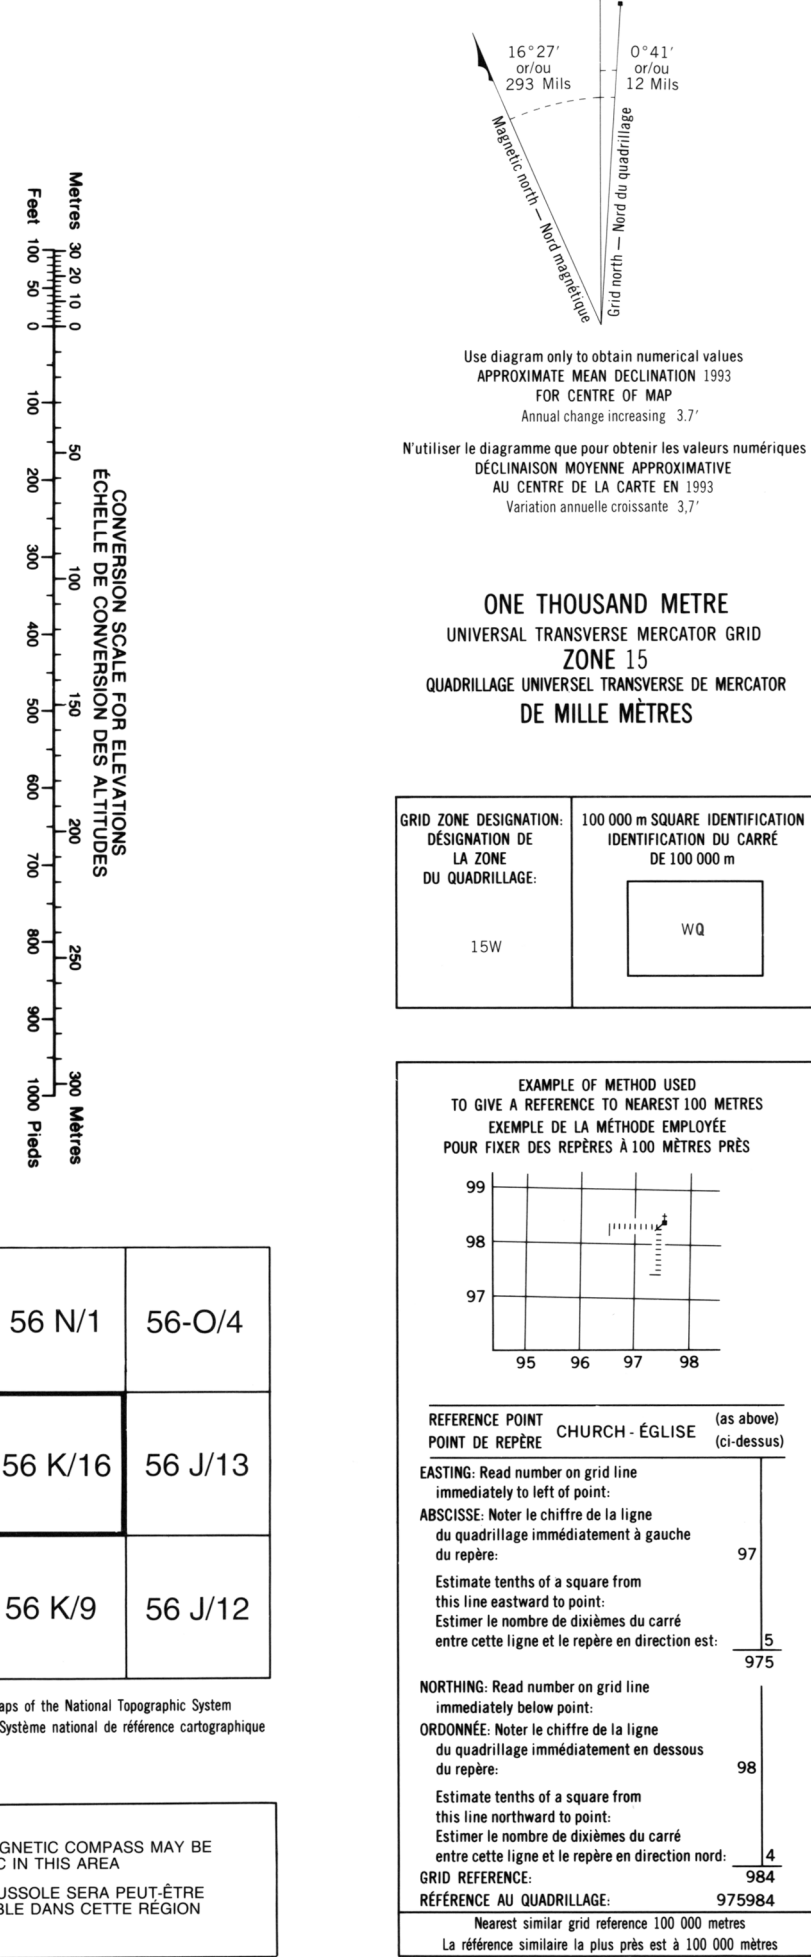 16°27′
or/ou
293 Mils
0°41′
or/ou
12 Mils
Magnetic north — Nord magnétique
Grid north — Nord du quadrillage
Use diagram only to obtain numerical values
APPROXIMATE MEAN DECLINATION 1993
FOR CENTRE OF MAP
Annual change increasing 3.7′
N'utiliser le diagramme que pour obtenir les valeurs numériques
DÉCLINAISON MOYENNE APPROXIMATIVE
AU CENTRE DE LA CARTE EN 1993
Variation annuelle croissante 3,7′
CONVERSION SCALE FOR ELEVATIONS
ÉCHELLE DE CONVERSION DES ALTITUDES
Metres 30 20 10 0 50 100 150 200 250 300 Mètres
Feet 100 50 0 100 200 300 400 500 600 700 800 900 1000 Pieds
ONE THOUSAND METRE
UNIVERSAL TRANSVERSE MERCATOR GRID
ZONE 15
QUADRILLAGE UNIVERSEL TRANSVERSE DE MERCATOR
DE MILLE MÈTRES
GRID ZONE DESIGNATION:
DÉSIGNATION DE
LA ZONE
DU QUADRILLAGE:
15W
100 000 m SQUARE IDENTIFICATION
IDENTIFICATION DU CARRÉ
DE 100 000 m
WQ
EXAMPLE OF METHOD USED
TO GIVE A REFERENCE TO NEAREST 100 METRES
EXEMPLE DE LA MÉTHODE EMPLOYÉE
POUR FIXER DES REPÈRES À 100 MÈTRES PRÈS
99
98
97
95 96 97 98
REFERENCE POINT
POINT DE REPÈRE
CHURCH - ÉGLISE
(as above)
(ci-dessus)
EASTING: Read number on grid line
immediately to left of point:
ABSCISSE: Noter le chiffre de la ligne
du quadrillage immédiatement à gauche
du repère: 97
Estimate tenths of a square from
this line eastward to point:
Estimer le nombre de dixièmes du carré
entre cette ligne et le repère en direction est: 5
975
NORTHING: Read number on grid line
immediately below point:
ORDONNÉE: Noter le chiffre de la ligne
du quadrillage immédiatement en dessous
du repère: 98
Estimate tenths of a square from
this line northward to point:
Estimer le nombre de dixièmes du carré
entre cette ligne et le repère en direction nord: 4
GRID REFERENCE: 984
RÉFÉRENCE AU QUADRILLAGE: 975984
Nearest similar grid reference 100 000 metres
La référence similaire la plus près est à 100 000 mètres
56 N/1 56-O/4
56 K/16 56 J/13
56 K/9 56 J/12
aps of the National Topographic System
Système national de référence cartographique
GNETIC COMPASS MAY BE
C IN THIS AREA
USSOLE SERA PEUT-ÊTRE
BLE DANS CETTE RÉGION